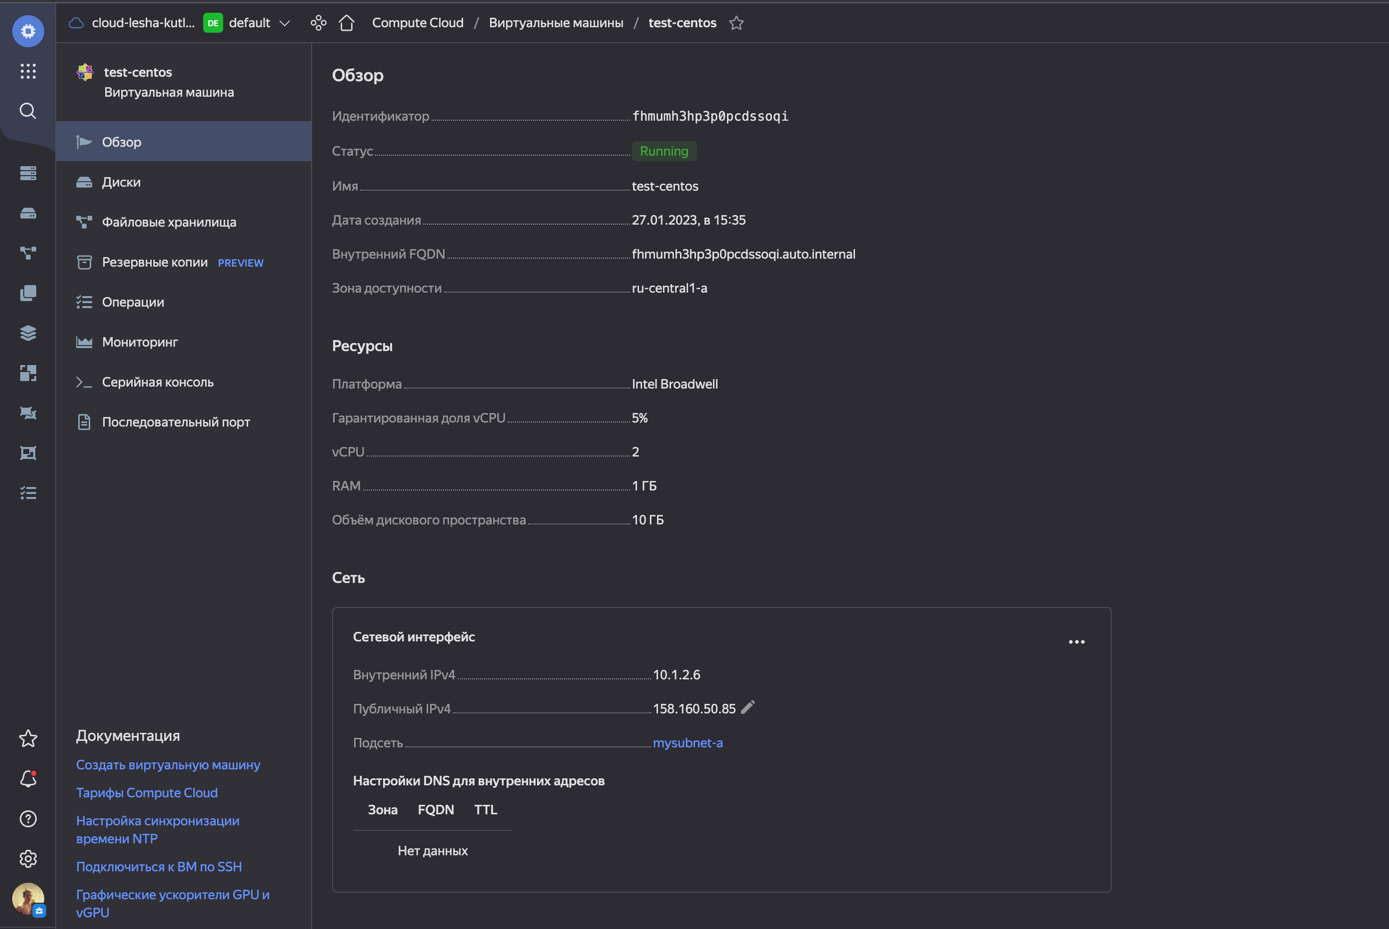 cloud-lesha-kutl... DE default Compute Cloud / Виртуальные машины / test-centos
test-centos
Виртуальная машина
Обзор
Диски
Файловые хранилища
Резервные копии PREVIEW
Операции
Мониторинг
Серийная консоль
Последовательный порт
Документация
Создать виртуальную машину
Тарифы Compute Cloud
Настройка синхронизации
времени NTP
Подключиться к ВМ по SSH
Графические ускорители GPU и
vGPU
Обзор
Идентификатор fhmumh3hp3p0pcdssoqi
Статус Running
Имя test-centos
Дата создания 27.01.2023, в 15:35
Внутренний FQDN fhmumh3hp3p0pcdssoqi.auto.internal
Зона доступности ru-central1-a
Ресурсы
Платформа Intel Broadwell
Гарантированная доля vCPU 5%
vCPU 2
RAM 1 ГБ
Объём дискового пространства 10 ГБ
Сеть
Сетевой интерфейс
Внутренний IPv4 10.1.2.6
Публичный IPv4 158.160.50.85
Подсеть mysubnet-a
Настройки DNS для внутренних адресов
Зона FQDN TTL
Нет данных